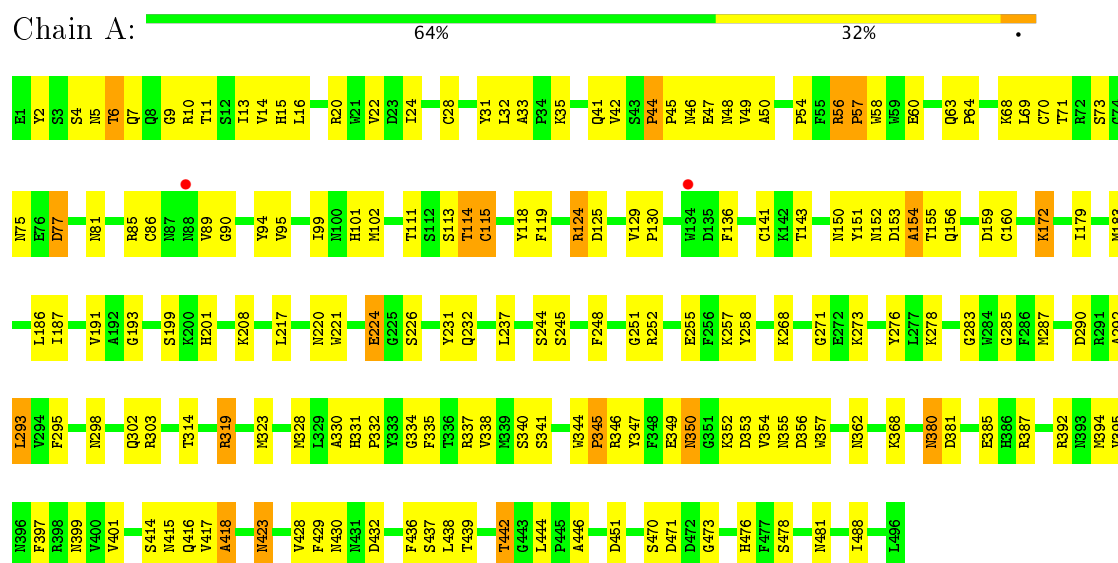 Chain A:
64% 32% •
E1 Y2 S3 S4 N5 T6 Q7 Q8 G9 R10 T11 S12 I13 V14 H15 L16 R20 W21 V22 D23 I24 C28 Y31 L32 A33 P34 K35 Q41 V42 S43 P44 P45 N46 E47 N48 V49 A50 P54 F55 R56 P57 W58 W59 E60 Q63 P64 K68 L69 C70 T71 R72 S73 G74
N75 E76 D77 N81 R85 C86 N87 N88 V89 G90 Y94 V95 I99 N100 H101 M102 T111 S112 S113 T114 C115 Y118 F119 R124 D125 V129 P130 W134 D135 F136 C141 K142 T143 N150 Y151 N152 D153 A154 T155 Q156 D159 C160 K172 I179 M183
L186 I187 V191 A192 G193 S199 K200 H201 K208 L217 N220 W221 E224 G225 S226 Y231 Q232 L237 S244 S245 F248 G251 R252 E255 F256 K257 Y258 K268 G271 E272 K273 Y276 L277 K278 G283 W284 G285 F286 M287 D290 R291 A292
L293 V294 F295 N298 Q302 R303 T314 R319 M323 M328 L329 A330 H331 P332 Y333 G334 F335 T336 R337 V338 M339 S340 S341 W344 P345 R346 Y347 F348 E349 N350 G351 K352 D353 V354 N355 D356 W357 N362 K368 N380 D381 E385 H386 R387 R392 N393 M394 V395
N396 F397 R398 N399 V400 V401 S414 N415 Q416 V417 A418 N423 V428 F429 N430 N431 D432 F436 S437 L438 T439 T442 G443 L444 P445 A446 D451 S470 D471 D472 G473 H476 F477 S478 N481 I488 L496